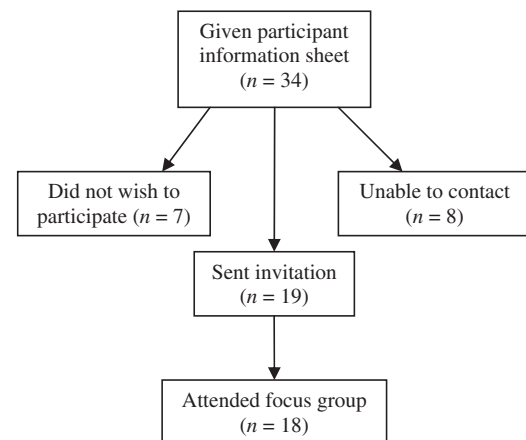 Given participant
information sheet
(n = 34)
Did not wish to
participate (n = 7)
Unable to contact
(n = 8)
Sent invitation
(n = 19)
Attended focus group
(n = 18)